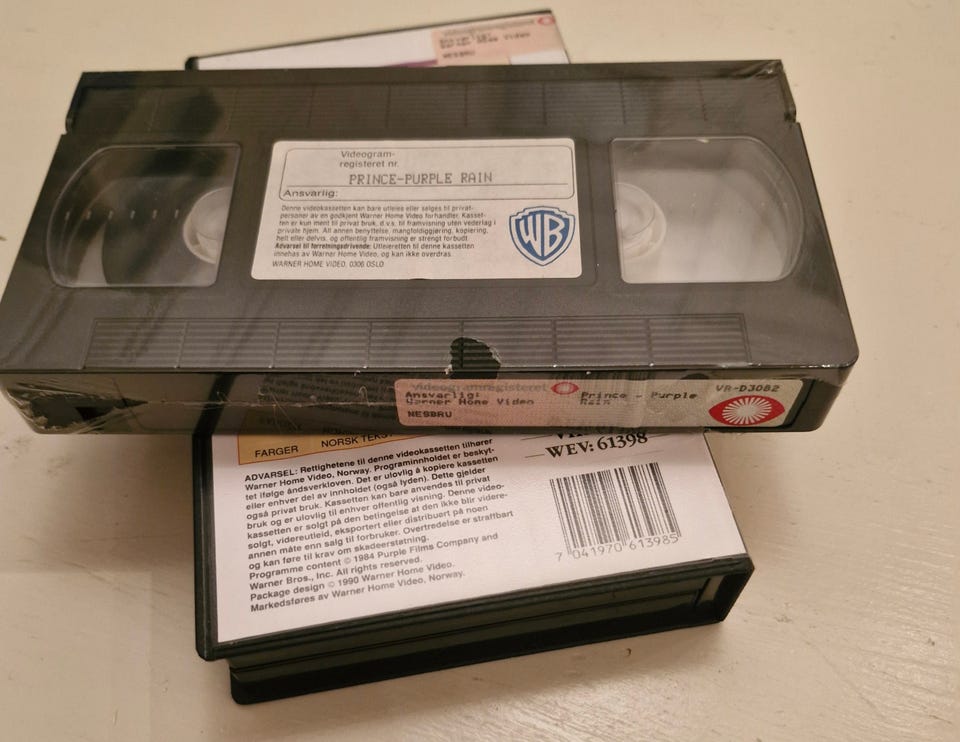 Ansvarlig:
Warner Home Video
NESBRU
Videogram-
registeret nr.
PRINCE-PURPLE RAIN
Ansvarlig:
Denne videokassetten kan bare utleies eller selges til privat-
personer av en godkjent Warner Home Video forhandler. Kasset-
ten er kun ment til privat bruk, d.v.s. til framvisning uten vederlag i
private hjem. All annen benyttelse, mangfoldiggjøring, kopiering,
helt eller delvis, og offentlig framvisning er strengt forbudt.
Advarsel til forretningsdrivende: Utleieretten til denne kassetten
innehas av Warner Home Video, og kan ikke overdras.
WARNER HOME VIDEO, 0306 OSLO
WB
videogramregisteret
VR-D3082
Ansvarlig:
Prince - Purple
Warner Home Video
Rain
NESBRU
FARGER
NORSK TEKST
WEV: 61398
ADVARSEL: Rettighetene til denne videokassetten tilhører
Warner Home Video, Norway. Programinnholdet er beskyt-
tet ifølge åndsverkloven. Det er ulovlig å kopiere kassetten
eller enhver del av innholdet (også lyden). Dette gjelder
også privat bruk. Kassetten kan bare anvendes til privat
bruk og er ulovlig til enhver offentlig visning. Denne video-
kassetten er solgt på den betingelse at den ikke blir videre-
solgt, videreutleid, eksportert eller distribuert på noen
annen måte enn salg til forbruker. Overtredelse er straffbart
og kan føre til krav om skadeerstatning.
Programme content © 1984 Purple Films Company and
Warner Bros., Inc. All rights reserved.
Package design © 1990 Warner Home Video.
Markedsføres av Warner Home Video, Norway.
7 041970 613985